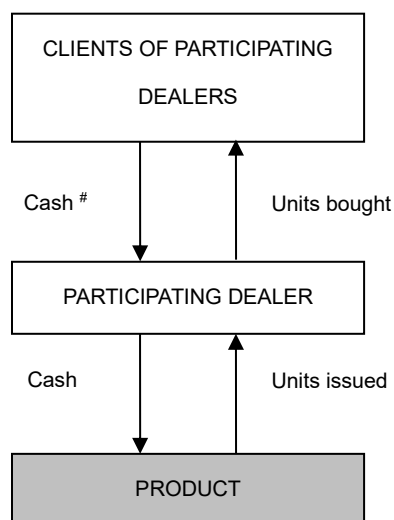 CLIENTS OF PARTICIPATING
DEALERS
Cash #
Units bought
PARTICIPATING DEALER
Cash
Units issued
PRODUCT